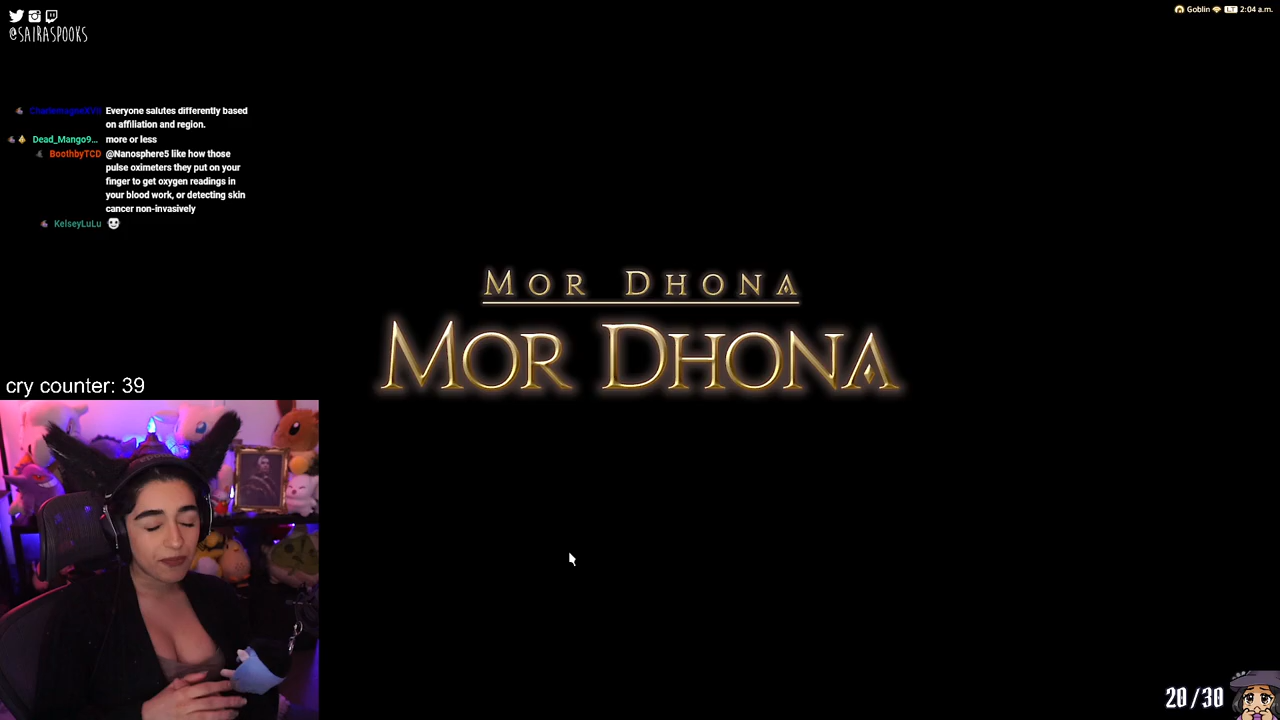 @SAIRASPOOKS
Goblin LT 2:04 a.m.
Everyone salutes differently based
on affiliation and region.
Dead_Mango9... more or less
BoothbyTCD @Nanosphere5 like how those
pulse oximeters they put on your
finger to get oxygen readings in
your blood work, or detecting skin
cancer non-invasively
KelseyLuLu
MOR DHONA
MOR DHONA
cry counter: 39
20/30